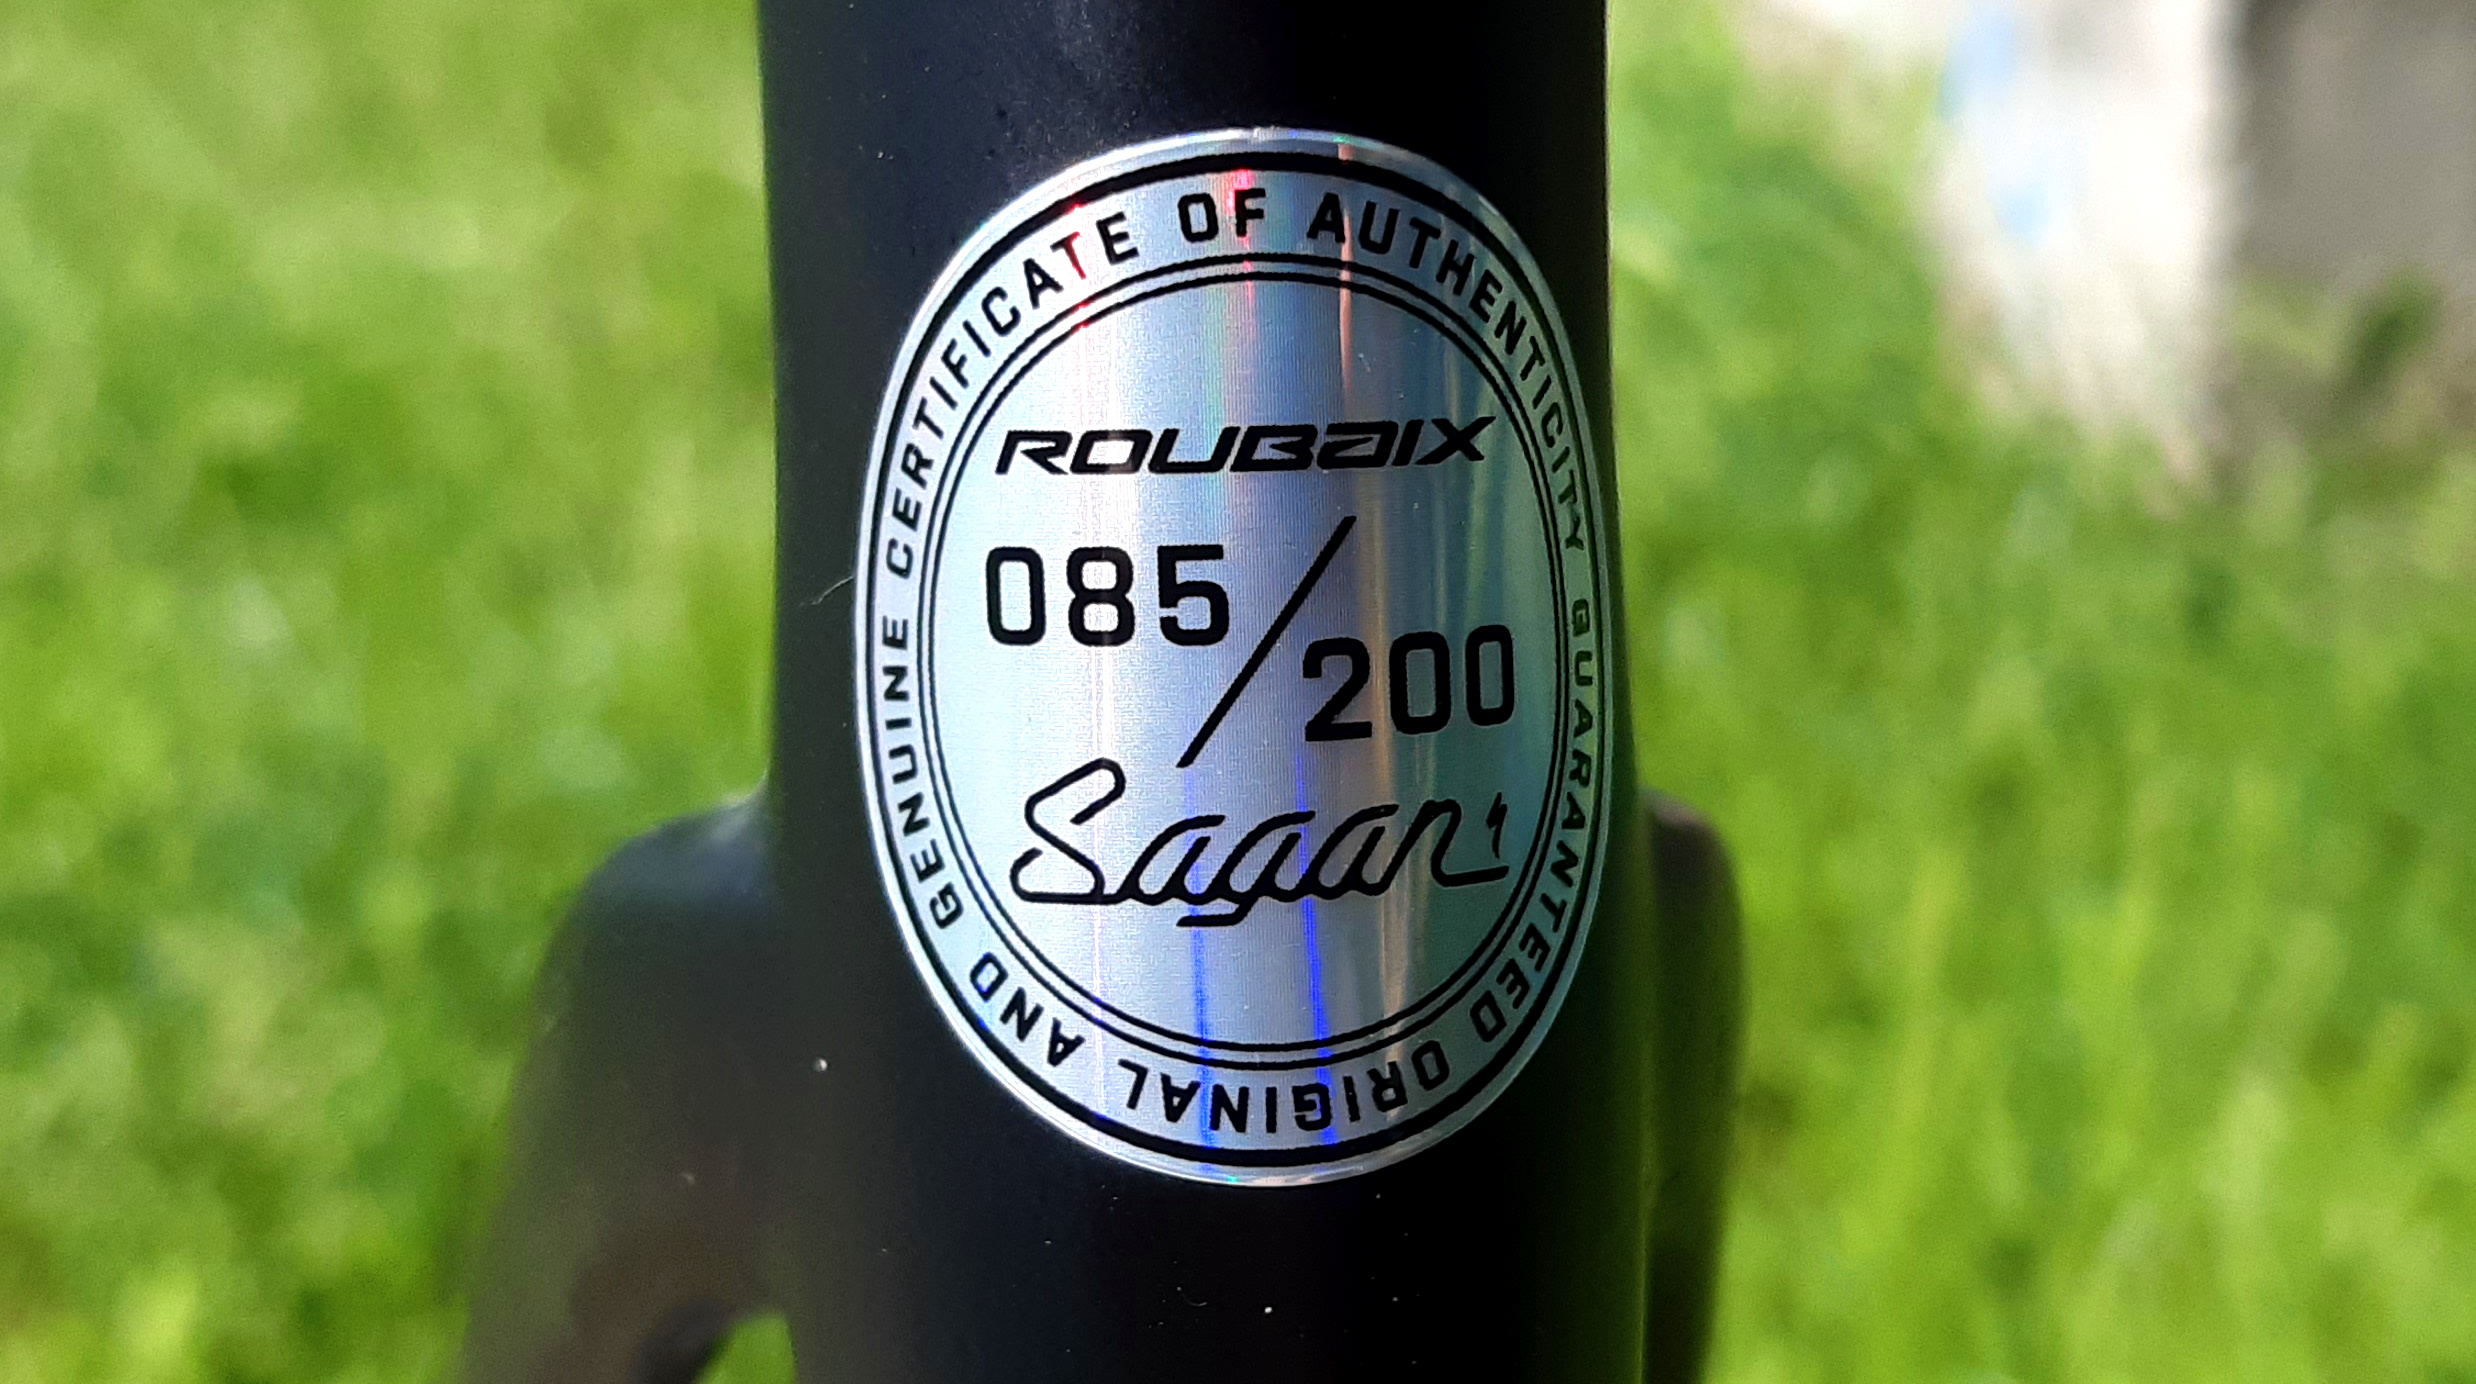 GENUINE CERTIFICATE OF AUTHENTICITY GUARANTEED ORIGINAL AND
ROUBAIX
085/200
Sagan